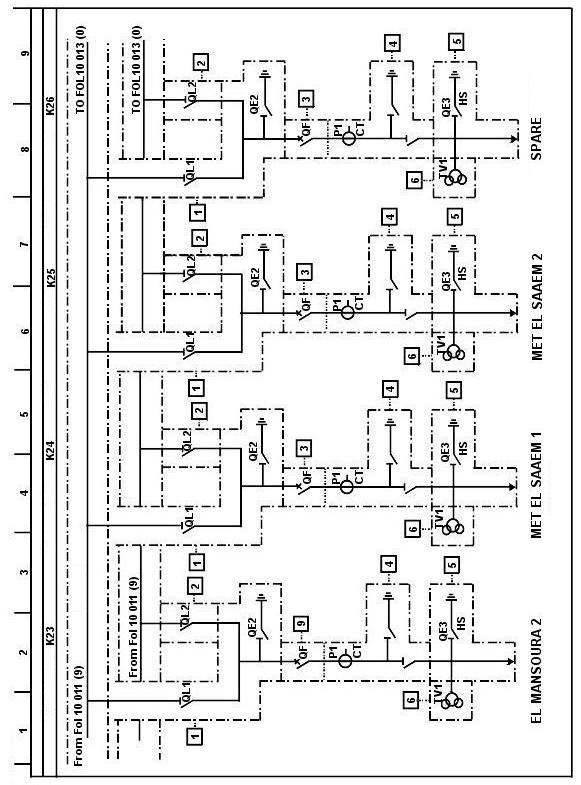 1 2 3 4 5 6 7 8 9
K23 K24 K25 K26
From Fol 10 011 (9) TO FOL10 013 (0)
From Fol 10 011 (9) TO FOL10 013 (0)
QL1 QL2 QL1 QL2 QL1 QL2 QL1 QL2
1 2 1 2 1 2 1 2
QE2 QE2 QE2 QE2
9 3 3 3
QF QF QF QF
P1 P1 P1 P1
CT CT CT CT
4 4 4 4
6 6 6 6
TV1 QE3 TV1 QE3 TV1 QE3 TV1 QE3
5 5 5 5
HS HS HS HS
EL MANSOURA 2 MET EL SAAEM 1 MET EL SAAEM 2 SPARE